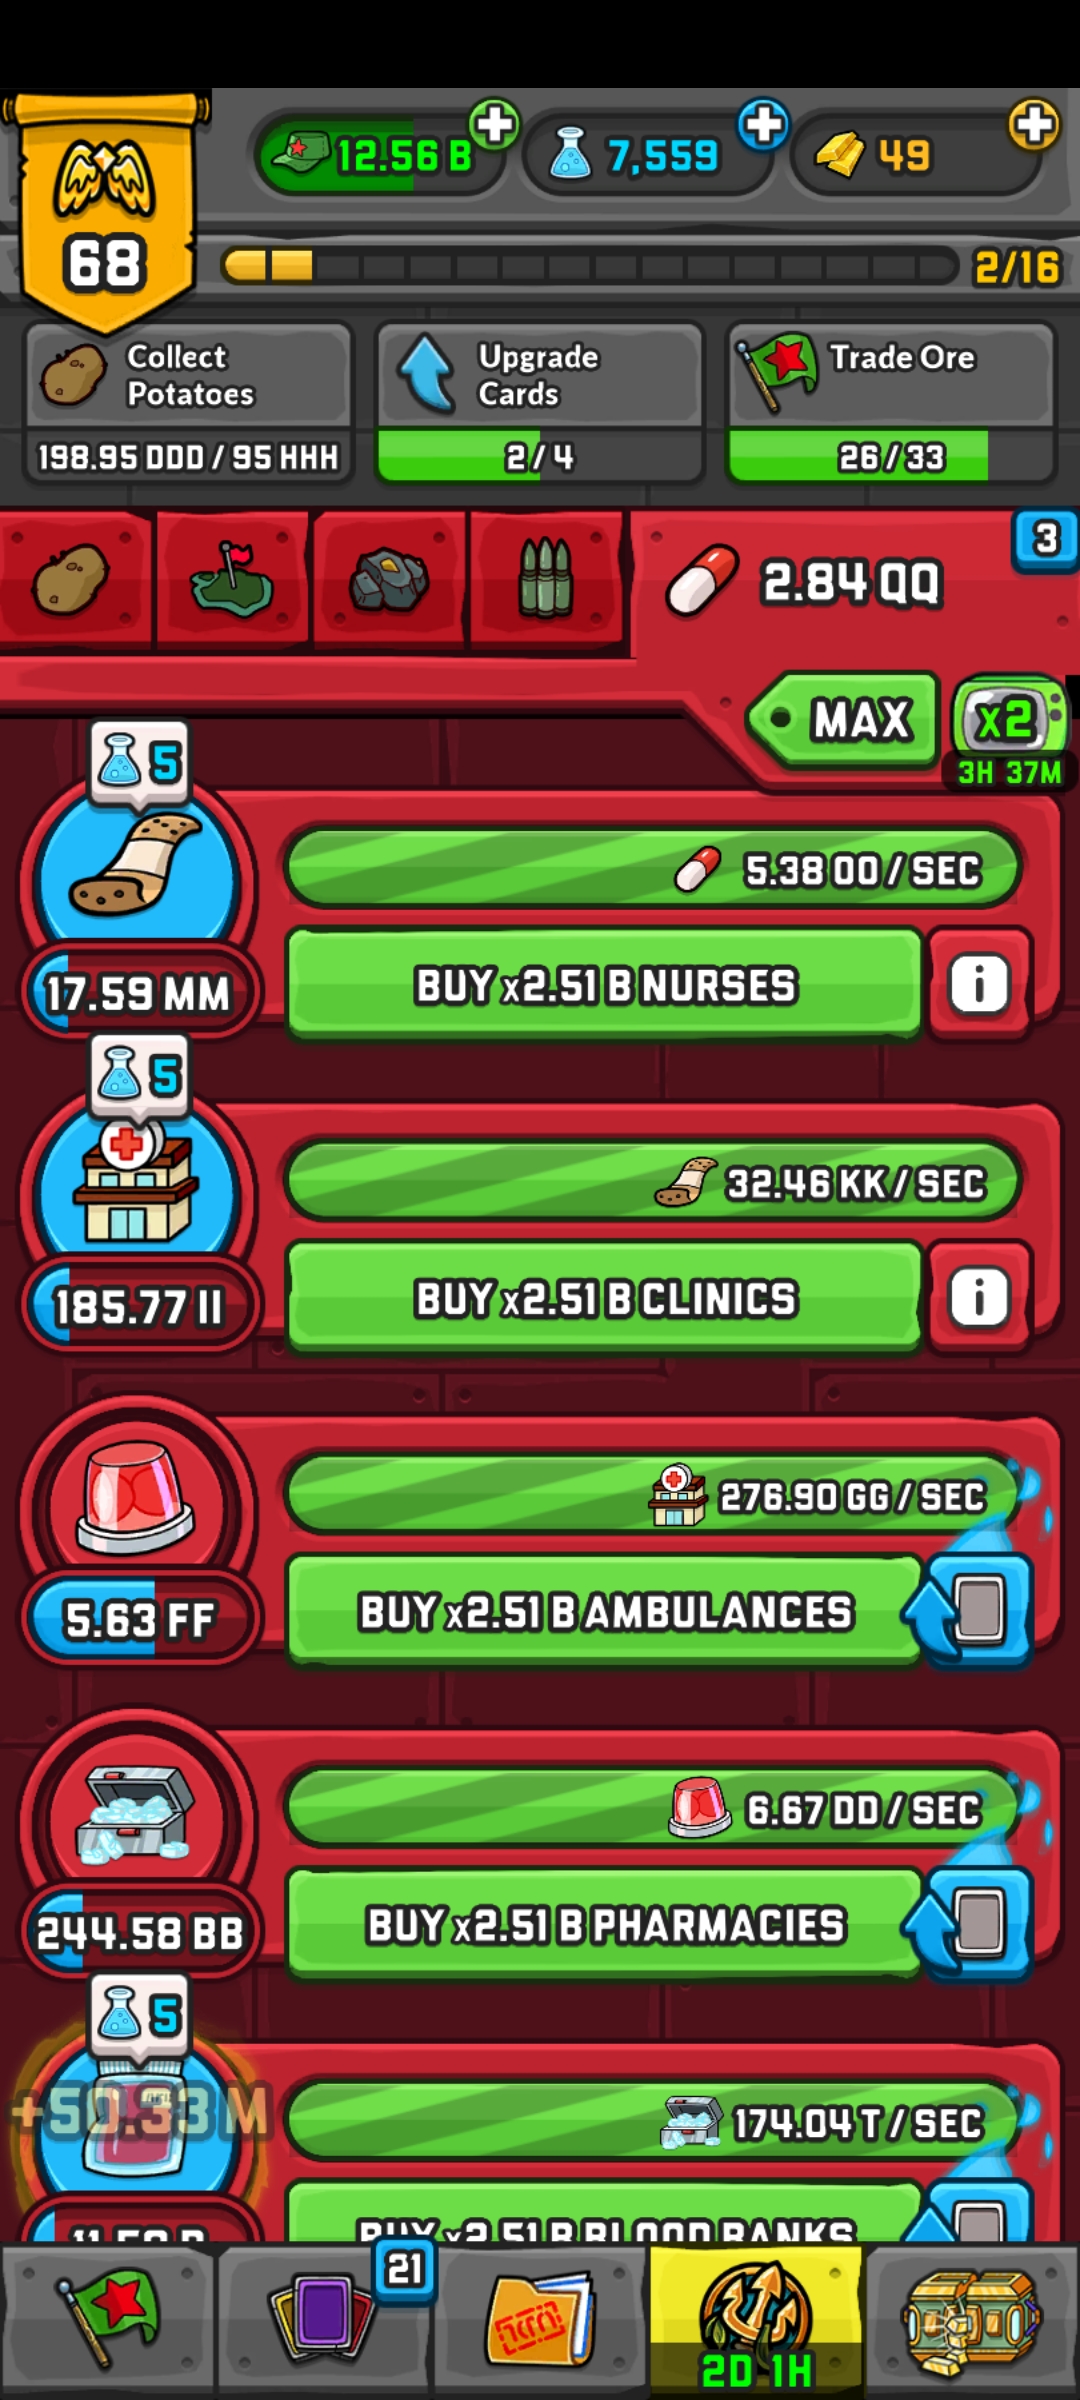 12.56 B
7,559
49
68
2/16
Collect
Potatoes
Upgrade
Cards
Trade Ore
198.95 DDD / 95 HHH
2/4
26/33
3
2.84 QQ
MAX
x2
3H 37M
5
5.38 OO / SEC
17.59 MM
BUY x2.51 B NURSES
i
5
32.46 KK / SEC
185.77 II
BUY x2.51 B CLINICS
i
276.90 GG / SEC
5.63 FF
BUY x2.51 B AMBULANCES
6.67 DD / SEC
244.58 BB
BUY x2.51 B PHARMACIES
5
+50.33 M
174.04 T / SEC
BUY x2.51 B BLOOD BANKS
21
2D 1H